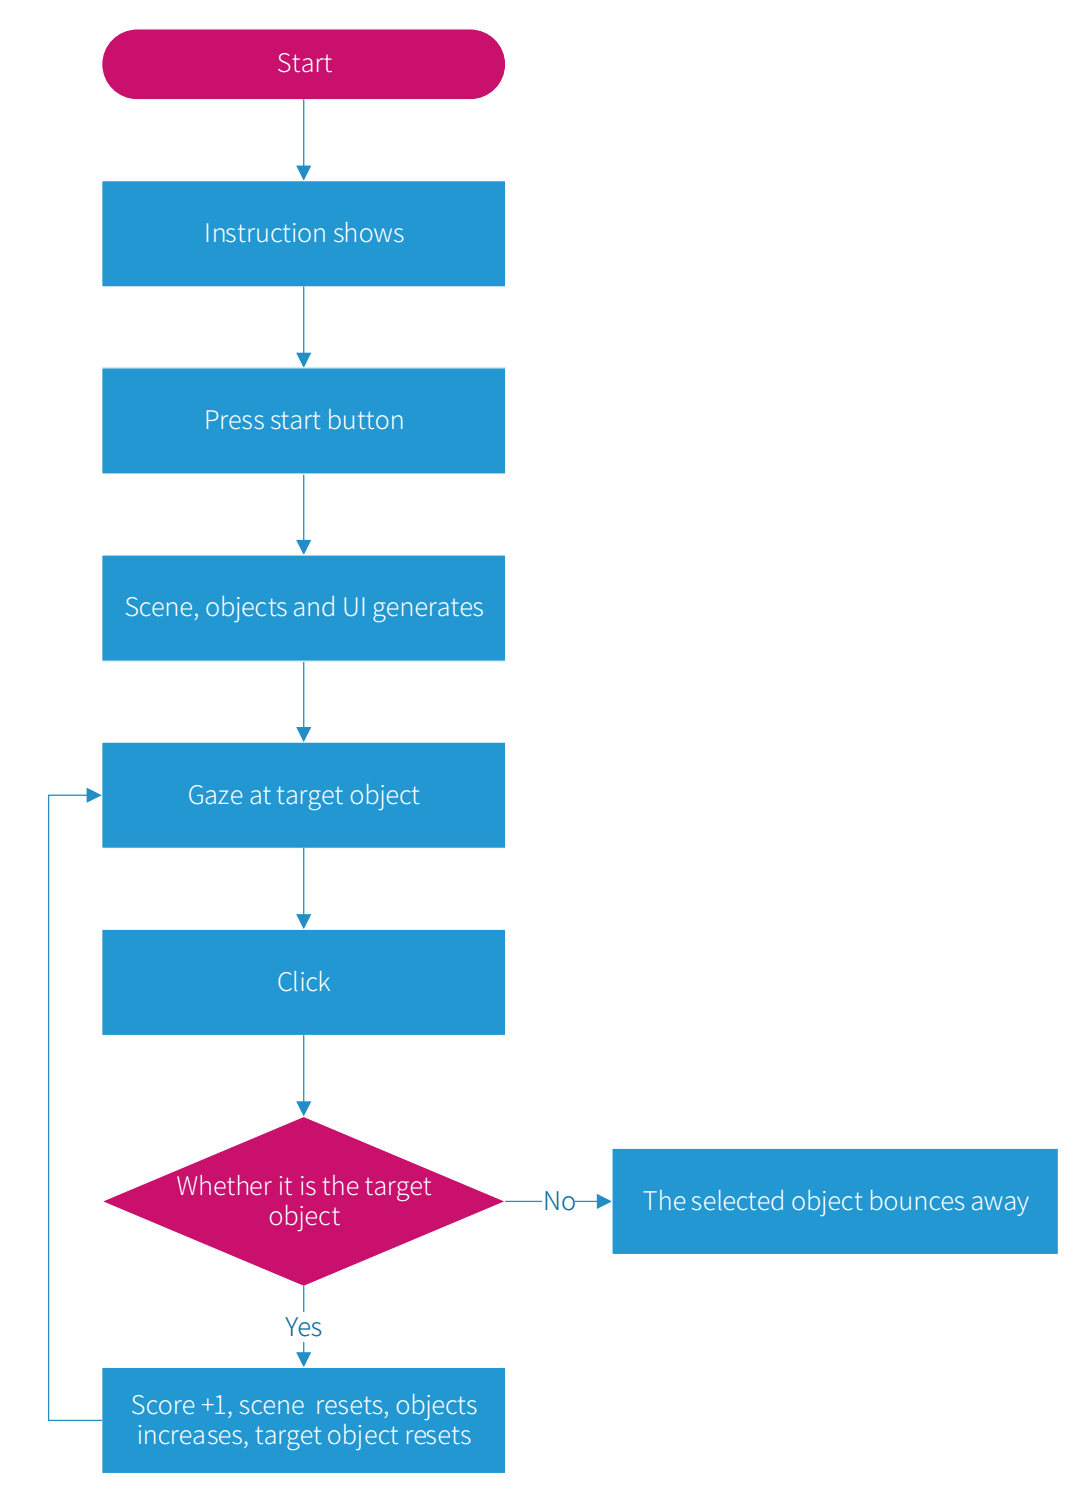 Start
Instruction shows
Press start button
Scene, objects and UI generates
Gaze at target object
Click
Whether it is the target
object
No
The selected object bounces away
Yes
Score +1, scene  resets, objects
increases, target object resets